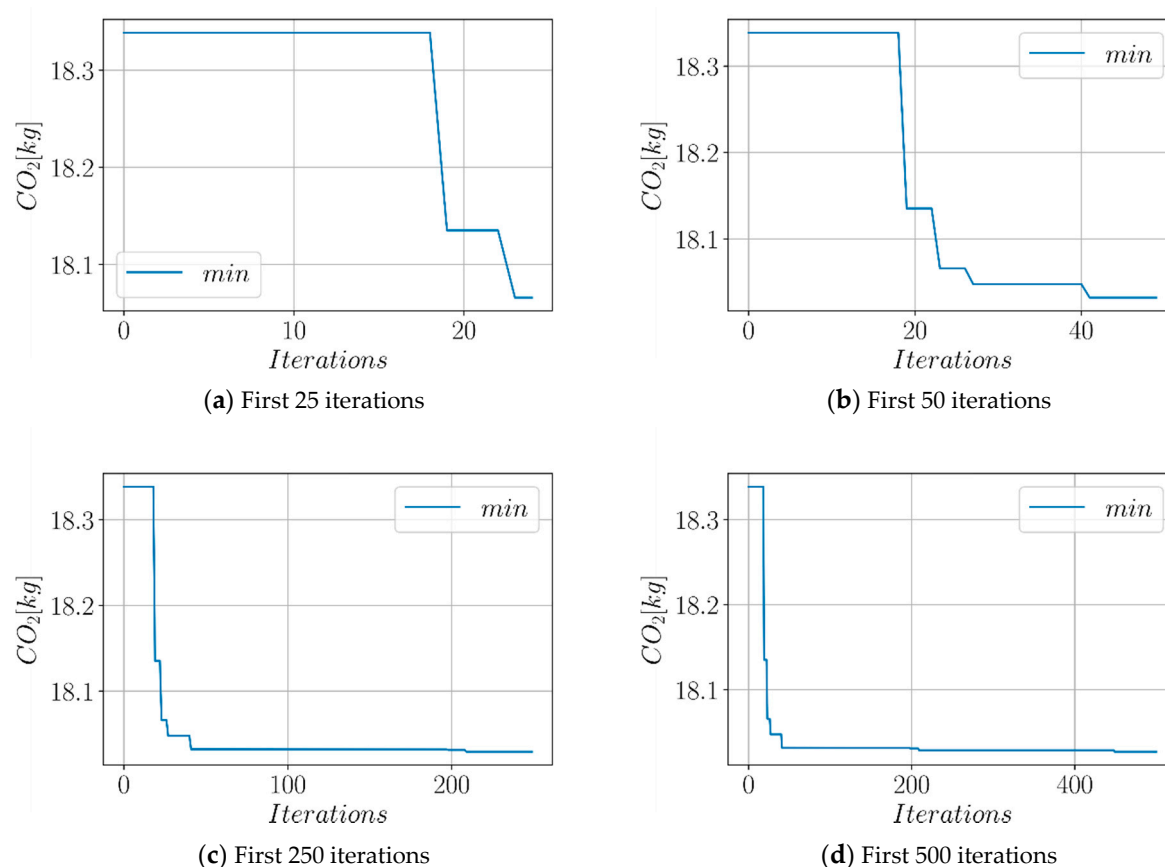 18.3
18.2
18.1
CO₂[kg]
min
0
10
20
Iterations
(a) First 25 iterations
18.3
18.2
18.1
CO₂[kg]
min
0
20
40
Iterations
(b) First 50 iterations
18.3
18.2
18.1
CO₂[kg]
min
0
100
200
Iterations
(c) First 250 iterations
18.3
18.2
18.1
CO₂[kg]
min
0
200
400
Iterations
(d) First 500 iterations